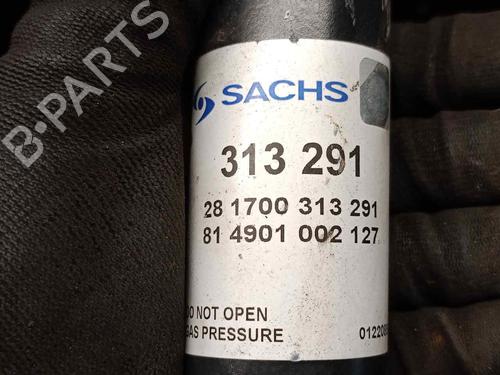 B-PARTS
SACHS
313 291
28 1700 313 291
81 4901 002 127
DO NOT OPEN
GAS PRESSURE